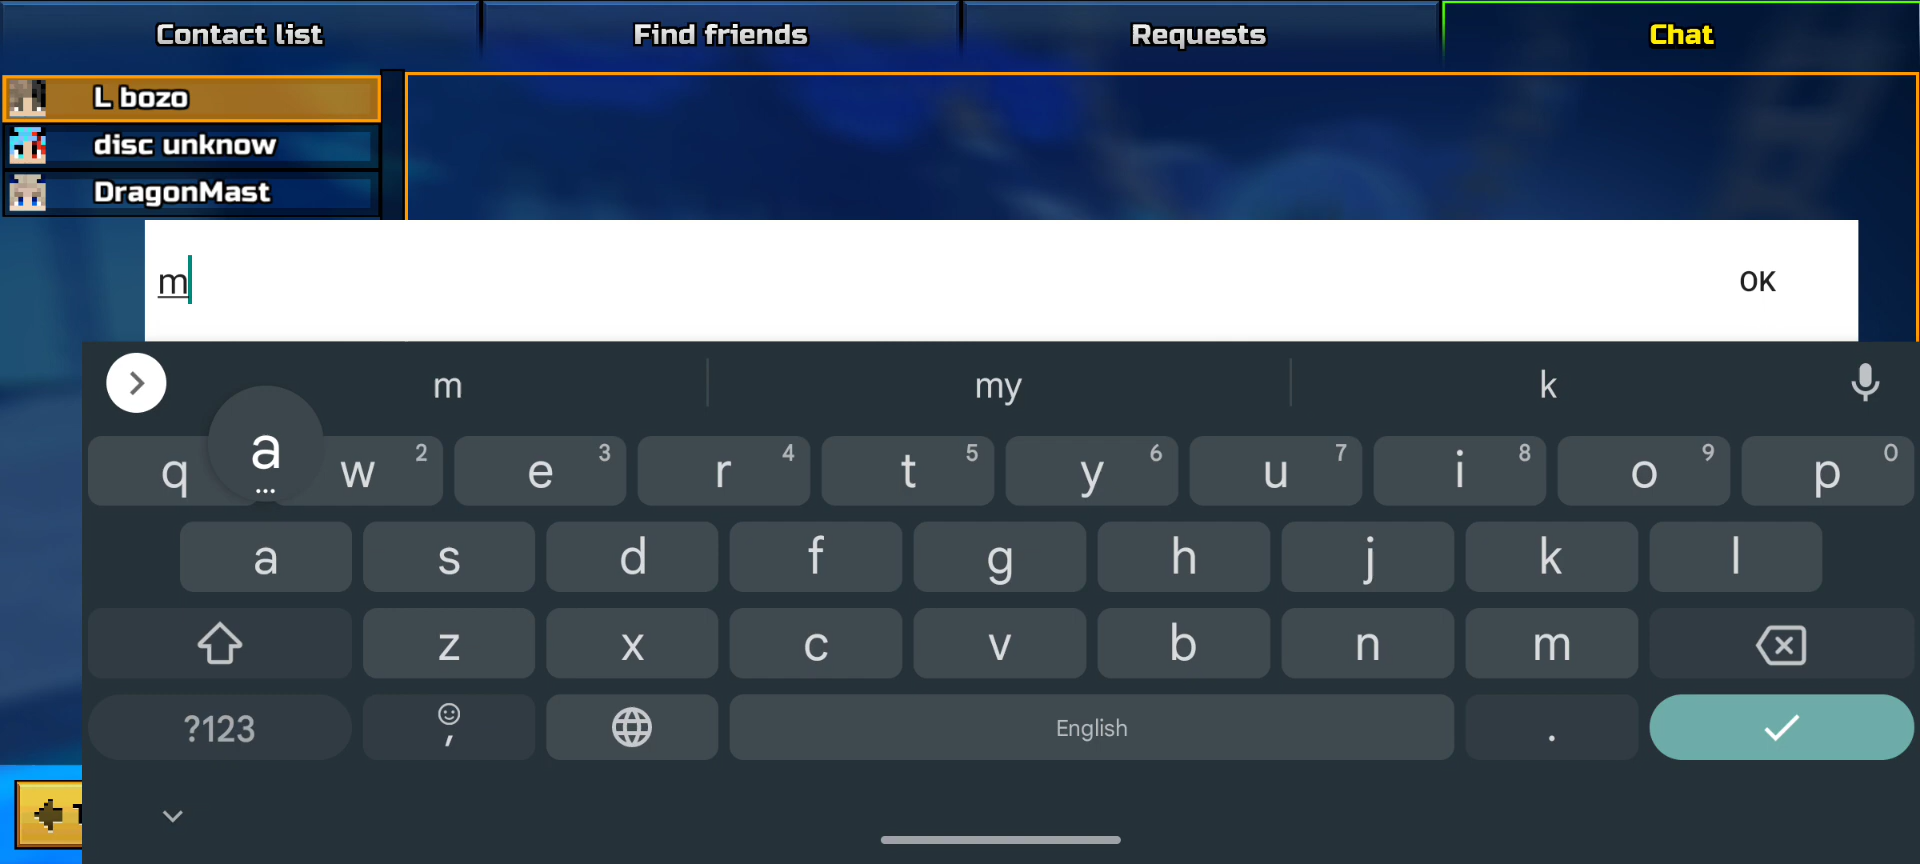 Contact list Find friends Requests Chat
L bozo
disc unknow
DragonMast
m OK
m my k
a
...
q w 2 e 3 r 4 t 5 y 6 u 7 i 8 o 9 p 0
a s d f g h j k l
z x c v b n m
?123 , English .